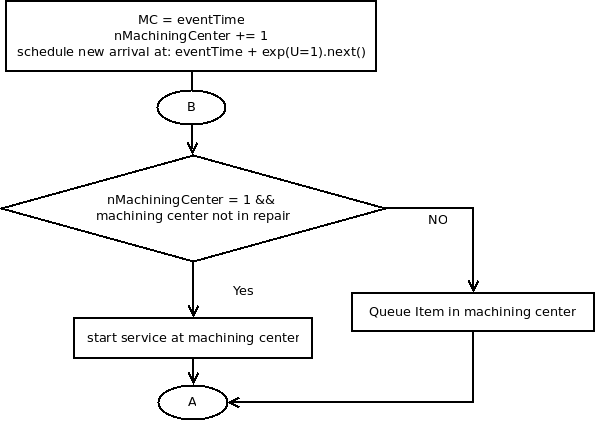 MC = eventTime
nMachiningCenter += 1
schedule new arrival at: eventTime + exp(U=1).next()
B
nMachiningCenter = 1 &&
machining center not in repair
NO
Yes
Queue Item in machining center
start service at machining center
A